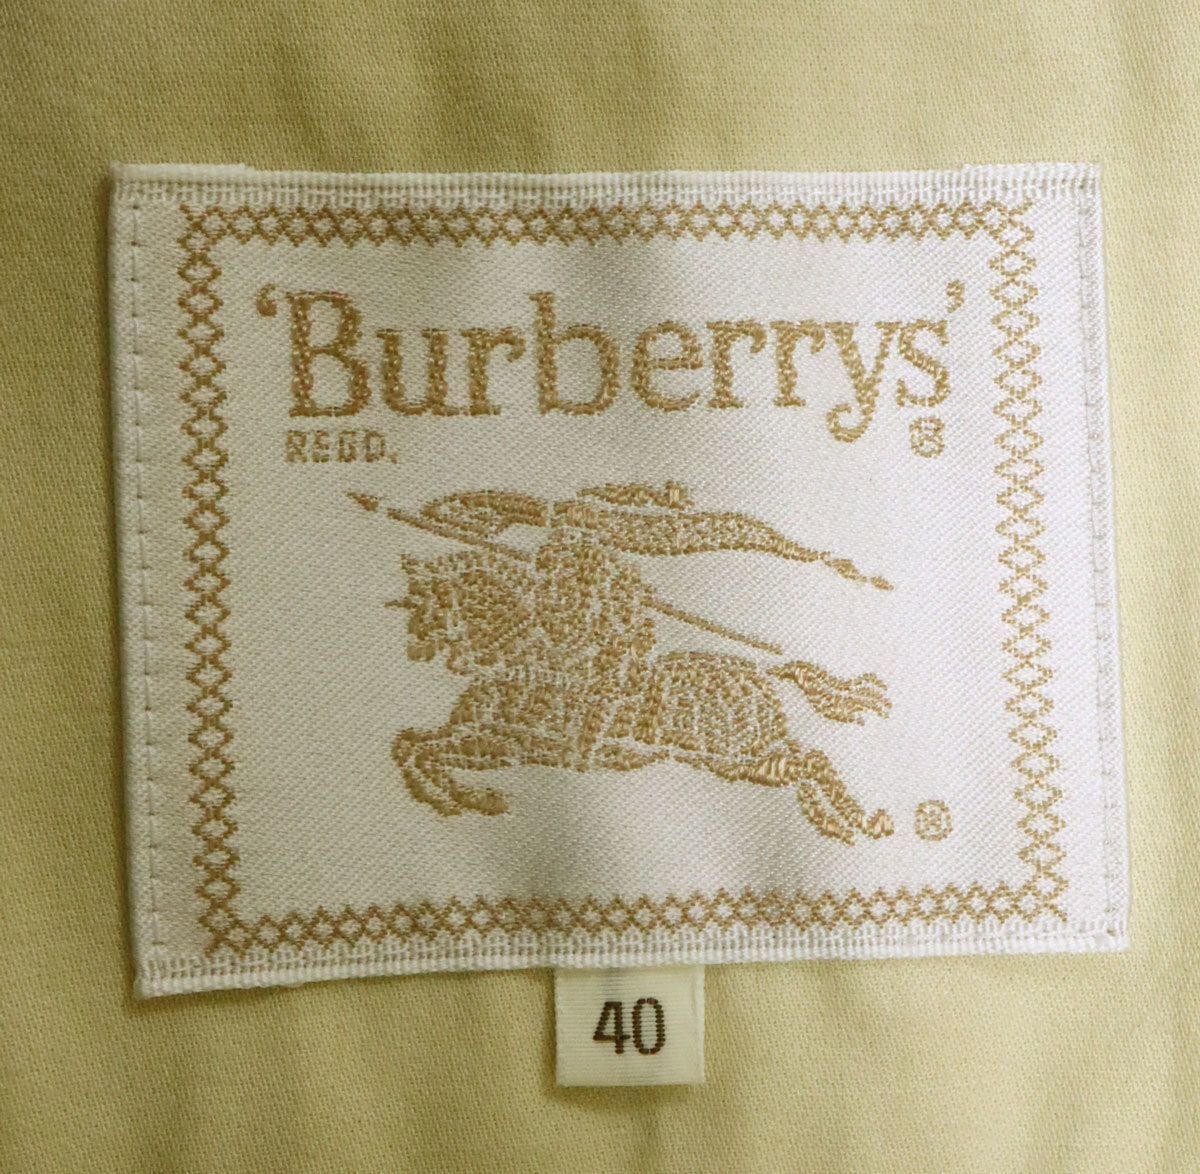 ‘Burberrys’
REGD. ®
®
40